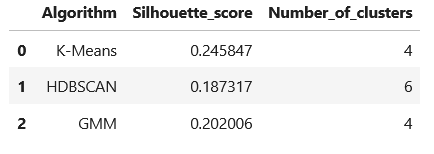 Algorithm Silhouette_score Number_of_clusters
0 K-Means 0.245847 4
1 HDBSCAN 0.187317 6
2 GMM 0.202006 4